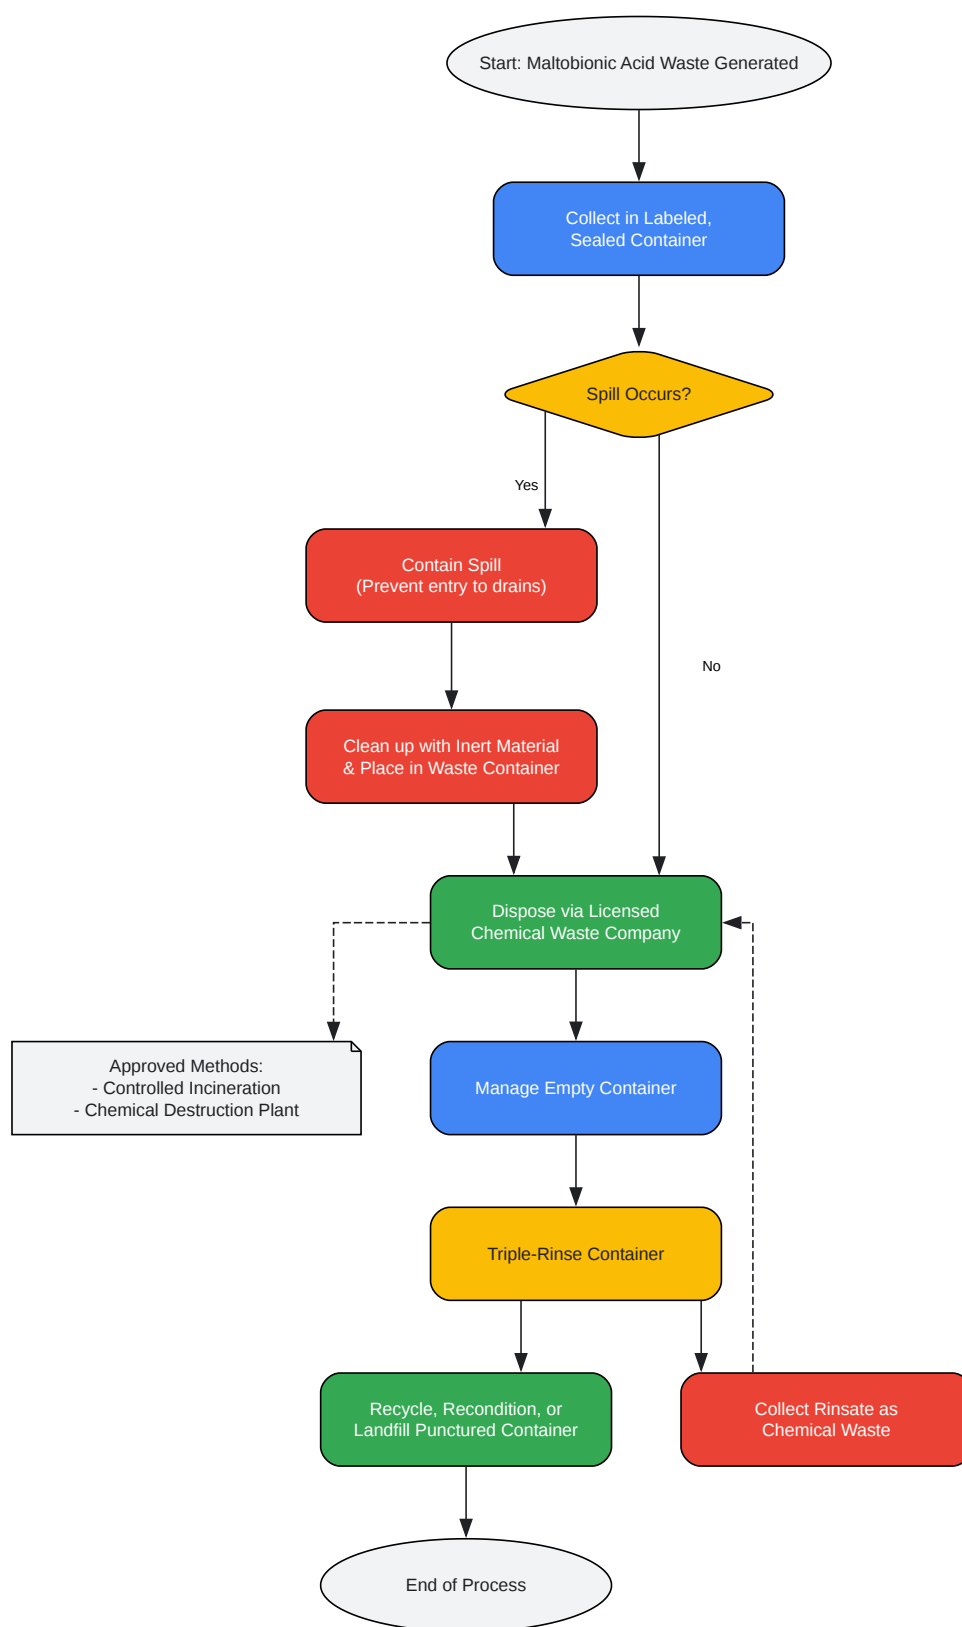 Start: Maltobionic Acid Waste Generated
Collect in Labeled,
Sealed Container
Spill Occurs?
Yes
Contain Spill
(Prevent entry to drains)
No
Clean up with Inert Material
& Place in Waste Container
Dispose via Licensed
Chemical Waste Company
Approved Methods:
- Controlled Incineration
- Chemical Destruction Plant
Manage Empty Container
Triple-Rinse Container
Recycle, Recondition, or
Landfill Punctured Container
Collect Rinsate as
Chemical Waste
End of Process